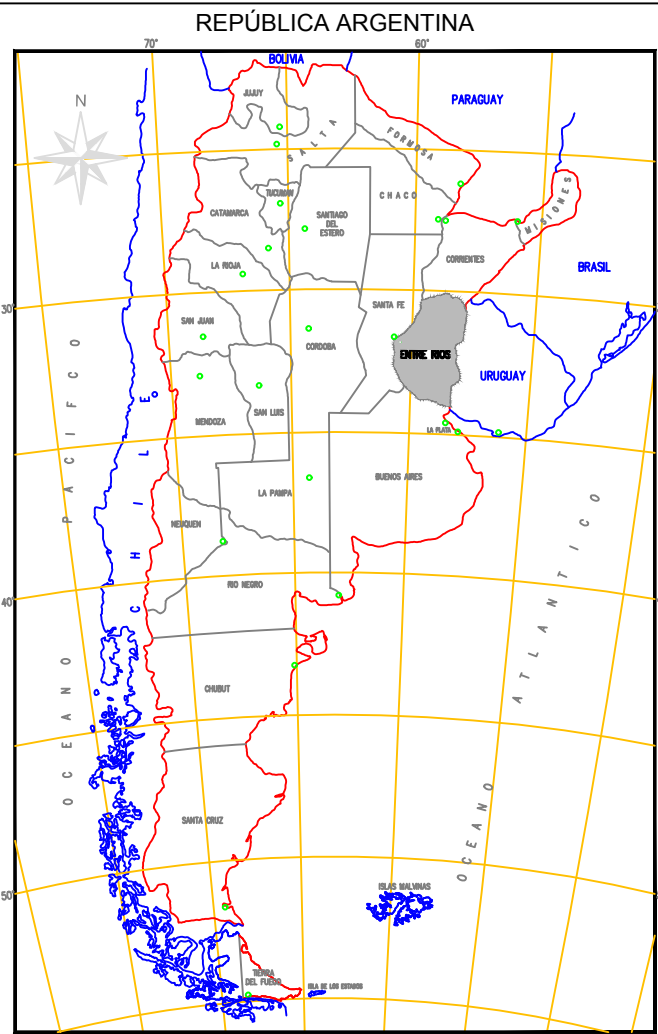 REPÚBLICA ARGENTINA
70°
60°
BOLIVIA
PARAGUAY
JUJUY
N
SALTA
FORMOSA
CHACO
MISIONES
TUCUMAN
CATAMARCA
SANTIAGO
DEL
ESTERO
CORRIENTES
LA RIOJA
BRASIL
30°
SANTA FE
SAN JUAN
CORDOBA
ENTRE RIOS
URUGUAY
SAN LUIS
MENDOZA
LA PLATA
BUENOS AIRES
LA PAMPA
NEUQUEN
RIO NEGRO
CHILE
OCEANO PACIFCO
40°
OCEANO ATLANTICO
CHUBUT
SANTA CRUZ
50°
ISLAS MALVINAS
TIERRA
DEL FUEGO
ISLA DE LOS ESTADOS